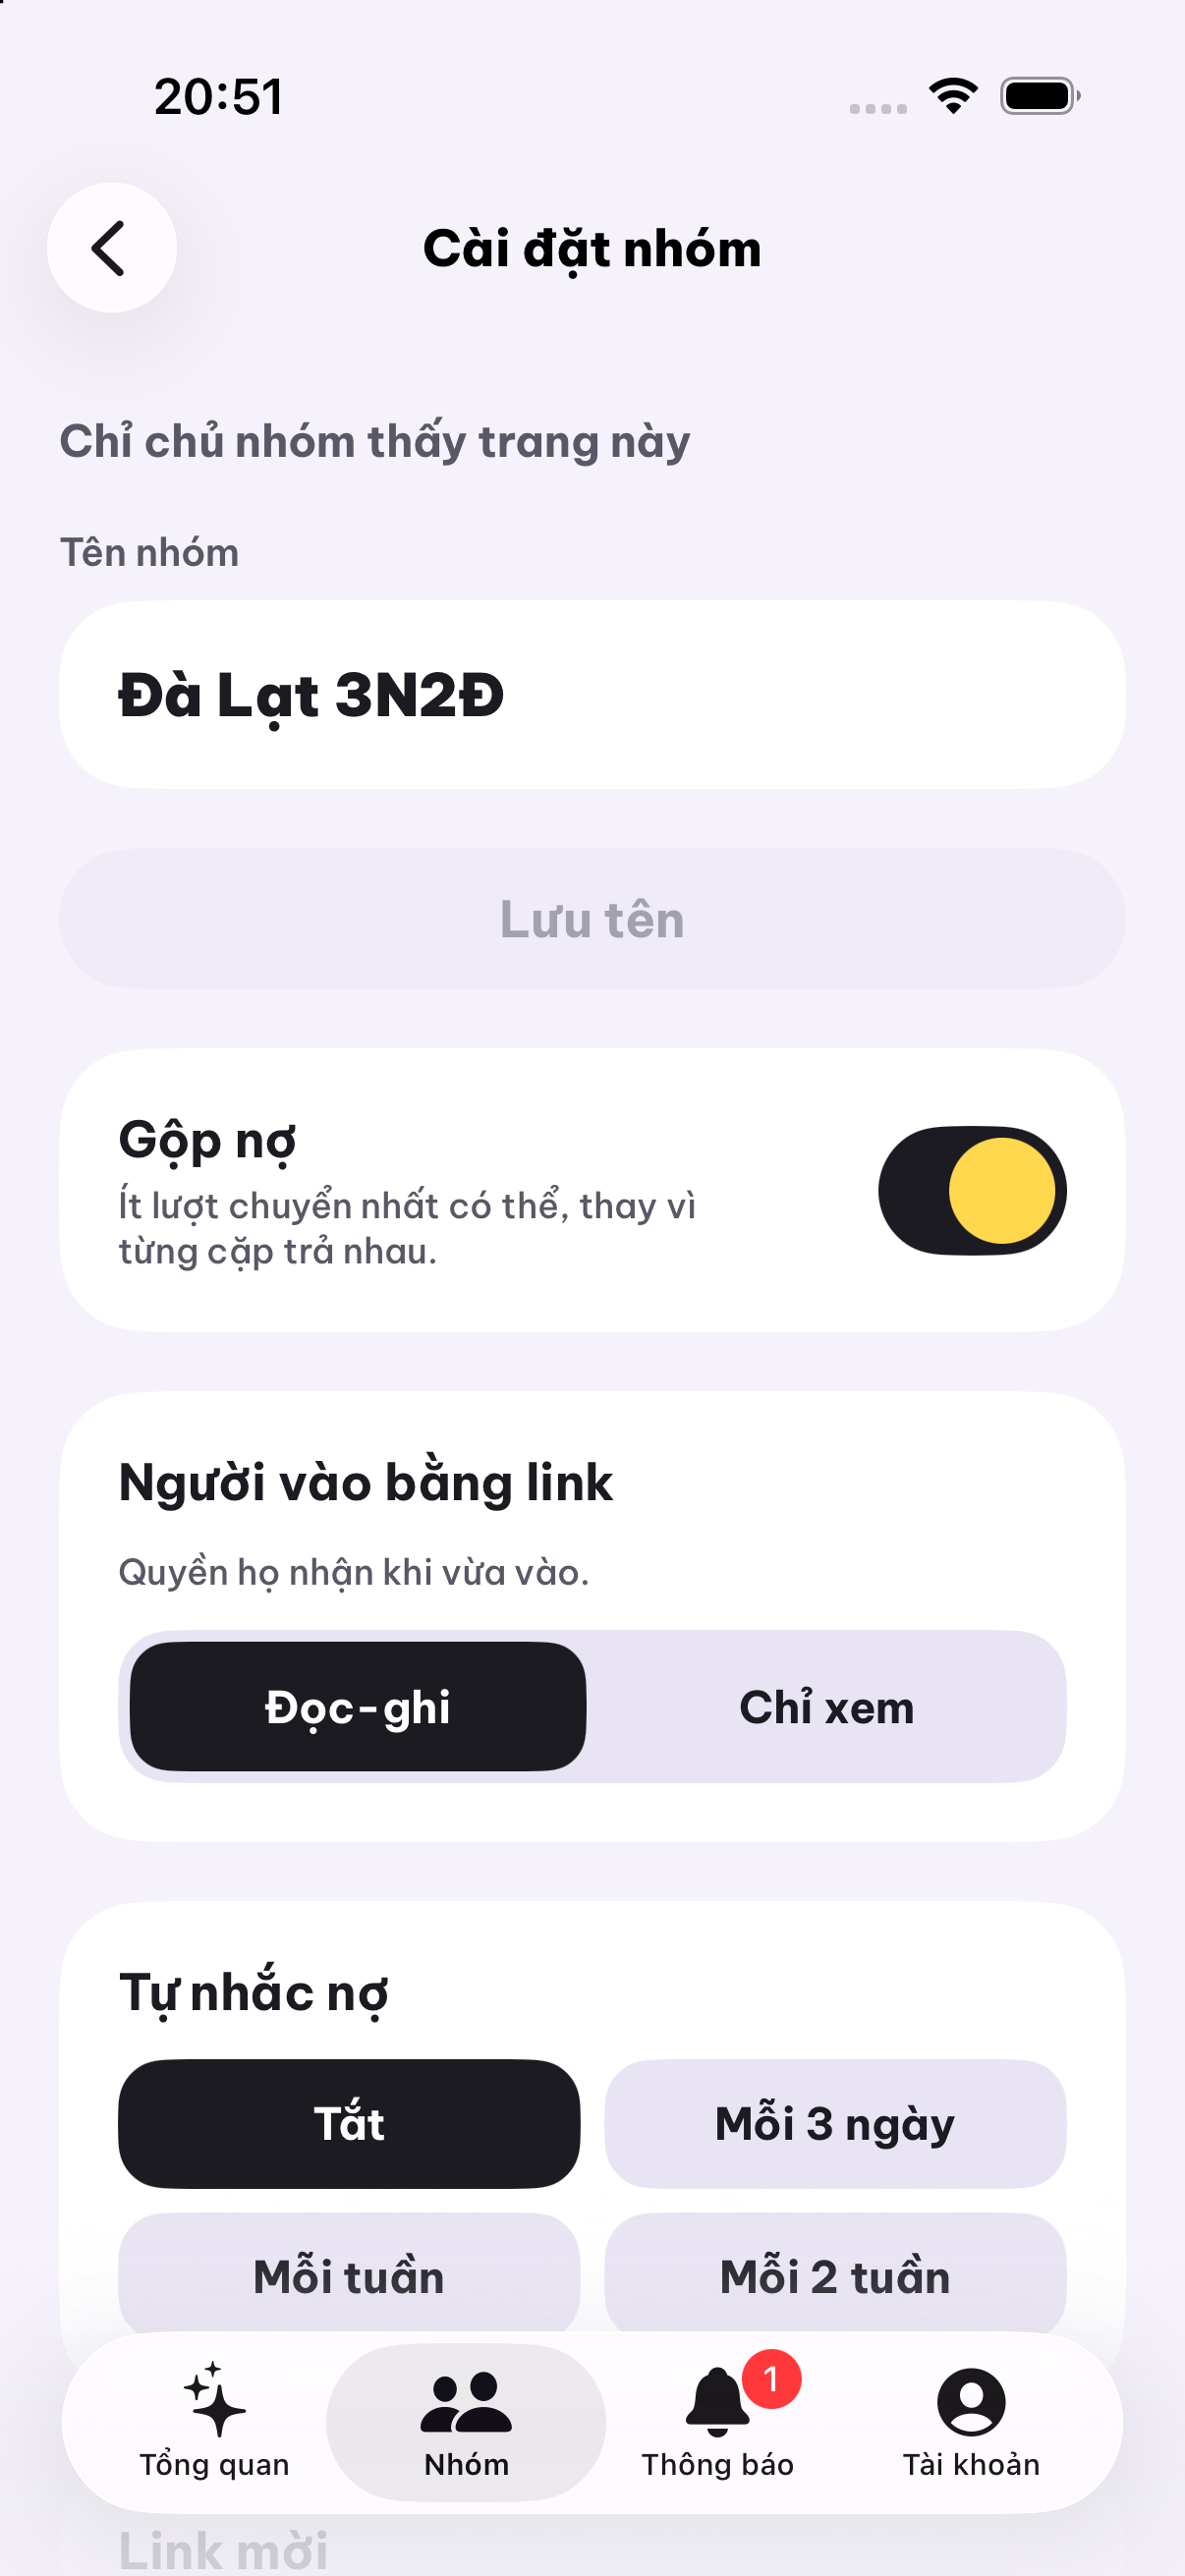 20:51
Cài đặt nhóm
Chỉ chủ nhóm thấy trang này
Tên nhóm
Đà Lạt 3N2Đ
Lưu tên
Gộp nợ
Ít lượt chuyển nhất có thể, thay vì
từng cặp trả nhau.
Người vào bằng link
Quyền họ nhận khi vừa vào.
Đọc-ghi
Chỉ xem
Tự nhắc nợ
Tắt
Mỗi 3 ngày
Mỗi tuần
Mỗi 2 tuần
1
Tổng quan
Nhóm
Thông báo
Tài khoản
Link mời